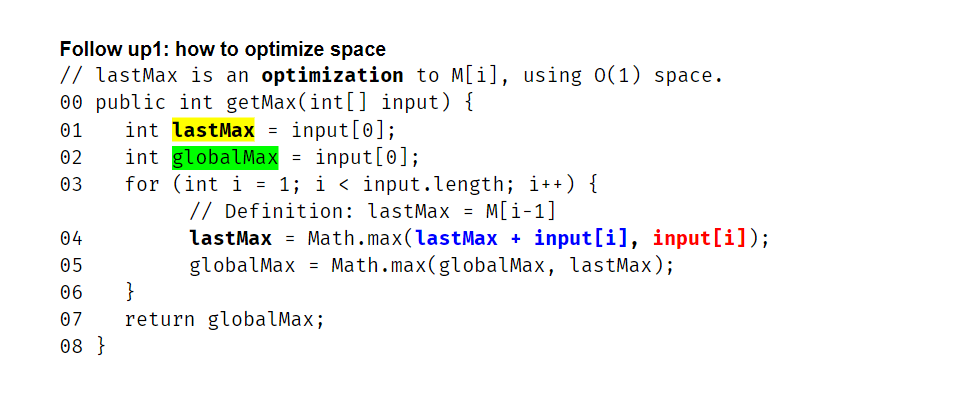 Follow up1: how to optimize space
// lastMax is an optimization to M[i], using O(1) space.
00 public int getMax(int[] input) {
01 int lastMax = input[0];
02 int globalMax = input[0];
03 for (int i = 1; i < input.length; i++) {
// Definition: lastMax = M[i-1]
04 lastMax = Math.max(lastMax + input[i], input[i]);
05 globalMax = Math.max(globalMax, lastMax);
06 }
07 return globalMax;
08 }